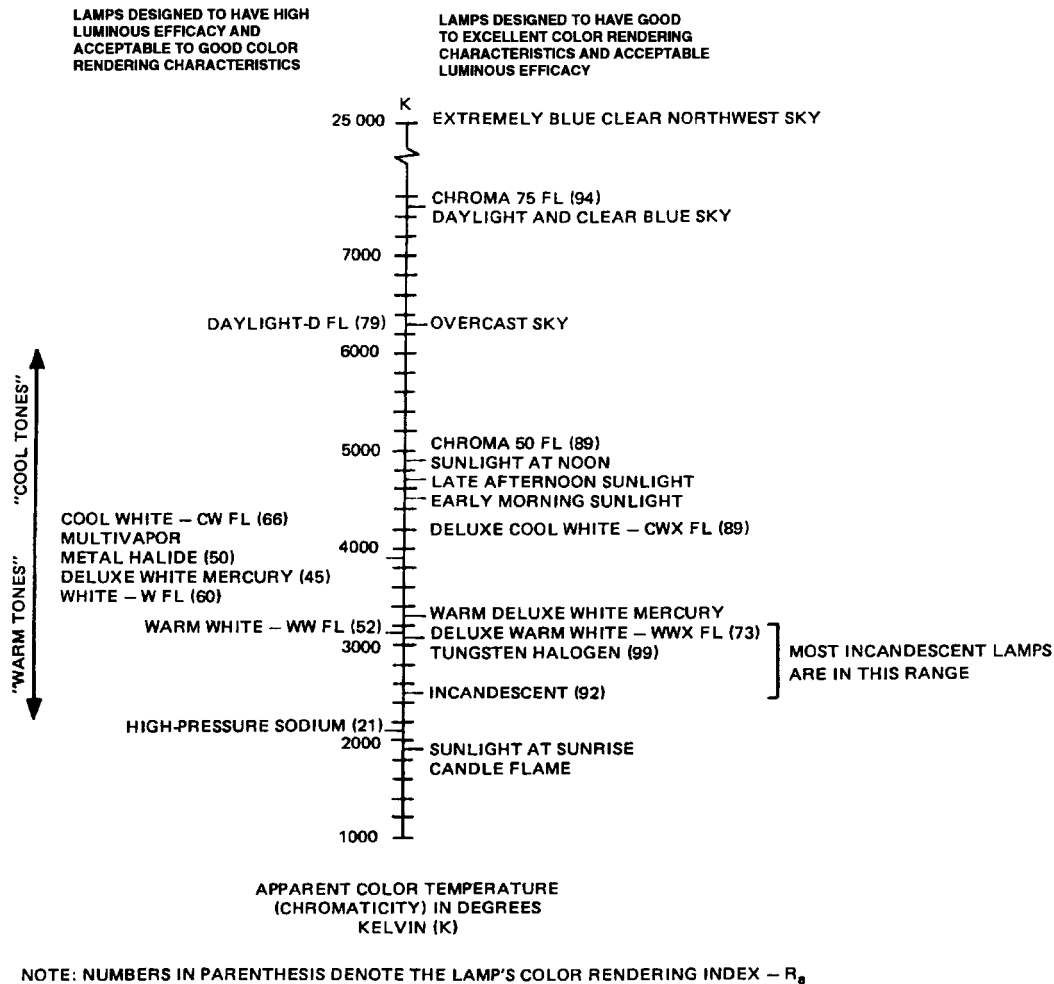 LAMPS DESIGNED TO HAVE HIGH
LUMINOUS EFFICACY AND
ACCEPTABLE TO GOOD COLOR
RENDERING CHARACTERISTICS
LAMPS DESIGNED TO HAVE GOOD
TO EXCELLENT COLOR RENDERING
CHARACTERISTICS AND ACCEPTABLE
LUMINOUS EFFICACY
K
25 000
EXTREMELY BLUE CLEAR NORTHWEST SKY
CHROMA 75 FL (94)
DAYLIGHT AND CLEAR BLUE SKY
7000
DAYLIGHT-D FL (79)
OVERCAST SKY
6000
"COOL TONES"
5000
CHROMA 50 FL (89)
SUNLIGHT AT NOON
LATE AFTERNOON SUNLIGHT
EARLY MORNING SUNLIGHT
COOL WHITE – CW FL (66)
MULTIVAPOR
METAL HALIDE (50)
DELUXE WHITE MERCURY (45)
WHITE – W FL (60)
DELUXE COOL WHITE – CWX FL (89)
4000
"WARM TONES"
WARM DELUXE WHITE MERCURY
WARM WHITE – WW FL (52)
DELUXE WARM WHITE – WWX FL (73)
3000
TUNGSTEN HALOGEN (99)
MOST INCANDESCENT LAMPS
ARE IN THIS RANGE
INCANDESCENT (92)
HIGH-PRESSURE SODIUM (21)
2000
SUNLIGHT AT SUNRISE
CANDLE FLAME
1000
APPARENT COLOR TEMPERATURE
(CHROMATICITY) IN DEGREES
KELVIN (K)
NOTE: NUMBERS IN PARENTHESIS DENOTE THE LAMP'S COLOR RENDERING INDEX – Ra